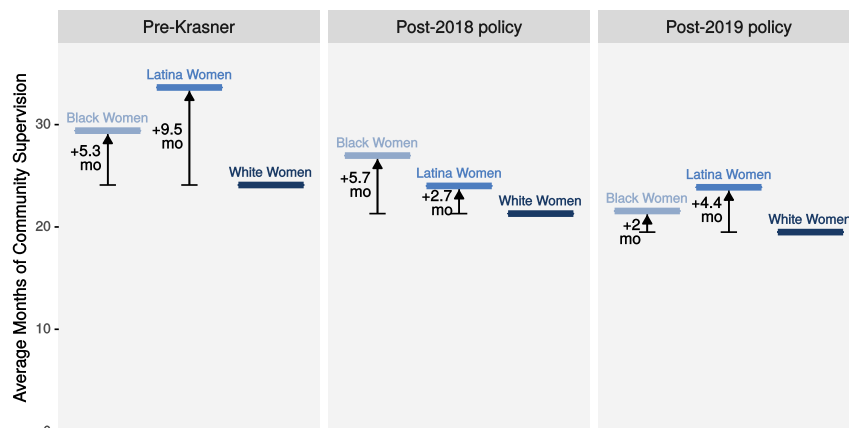 Pre-Krasner
Post-2018 policy
Post-2019 policy
Average Months of Community Supervision
30
20
10
Latina Women
Black Women
+9.5
mo
+5.3
mo
White Women
Black Women
+5.7
mo
Latina Women
+2.7
mo
White Women
Latina Women
Black Women
+4.4
mo
+2
mo
White Women